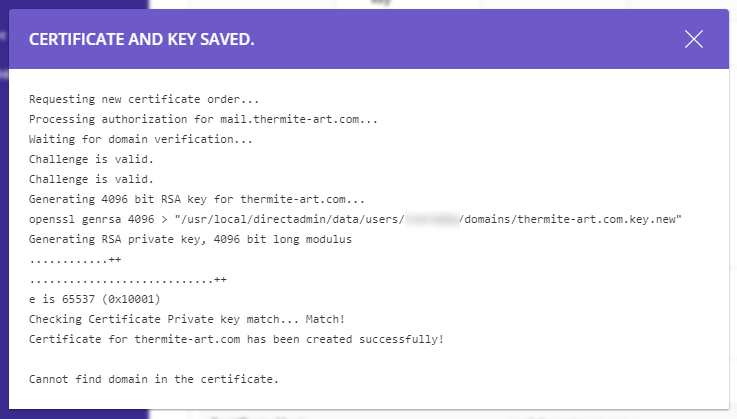 CERTIFICATE AND KEY SAVED.
Requesting new certificate order...
Processing authorization for mail.thermite-art.com...
Waiting for domain verification...
Challenge is valid.
Challenge is valid.
Generating 4096 bit RSA key for thermite-art.com...
openssl genrsa 4096 > "/usr/local/directadmin/data/users/ /domains/thermite-art.com.key.new"
Generating RSA private key, 4096 bit long modulus
............++
............................++
e is 65537 (0x10001)
Checking Certificate Private key match... Match!
Certificate for thermite-art.com has been created successfully!
Cannot find domain in the certificate.